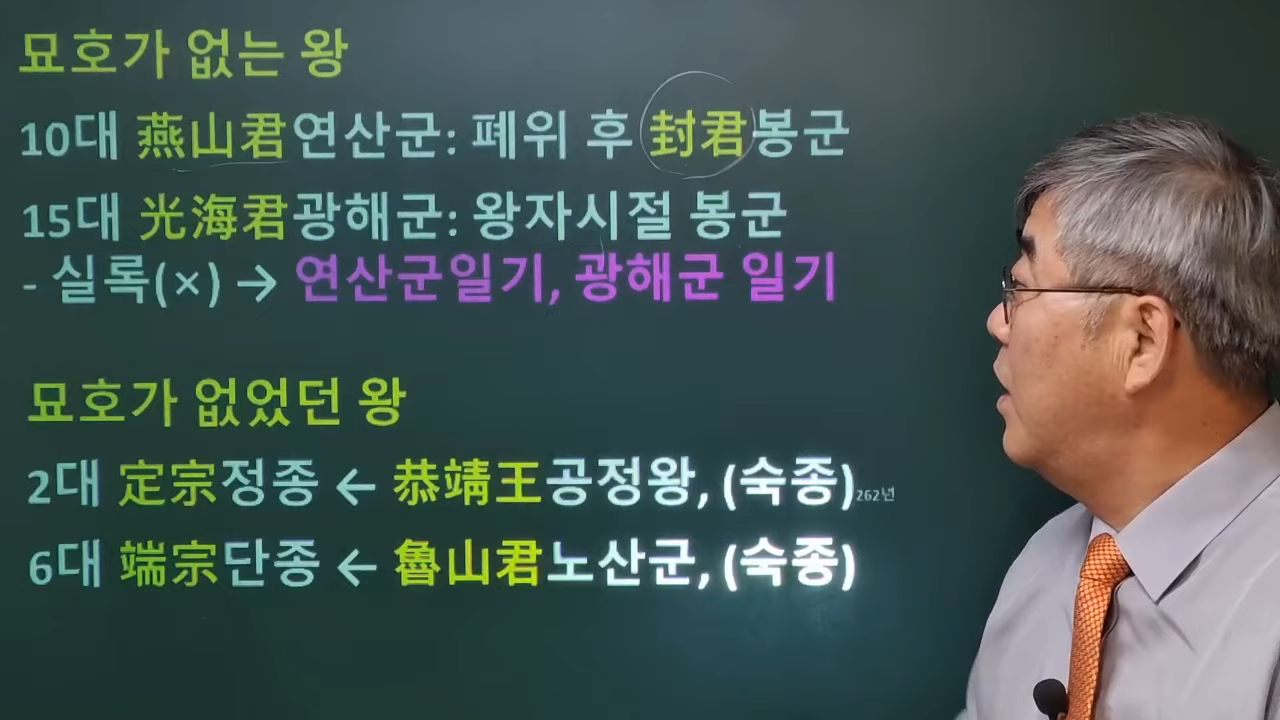 묘호가 없는 왕
10대 燕山君연산군: 폐위 후 封君봉군
15대 光海君광해군: 왕자시절 봉군
- 실록(×) → 연산군일기, 광해군 일기
묘호가 없었던 왕
2대 定宗정종 ← 恭靖王공정왕, (숙종)262년
6대 端宗단종 ← 魯山君노산군, (숙종)